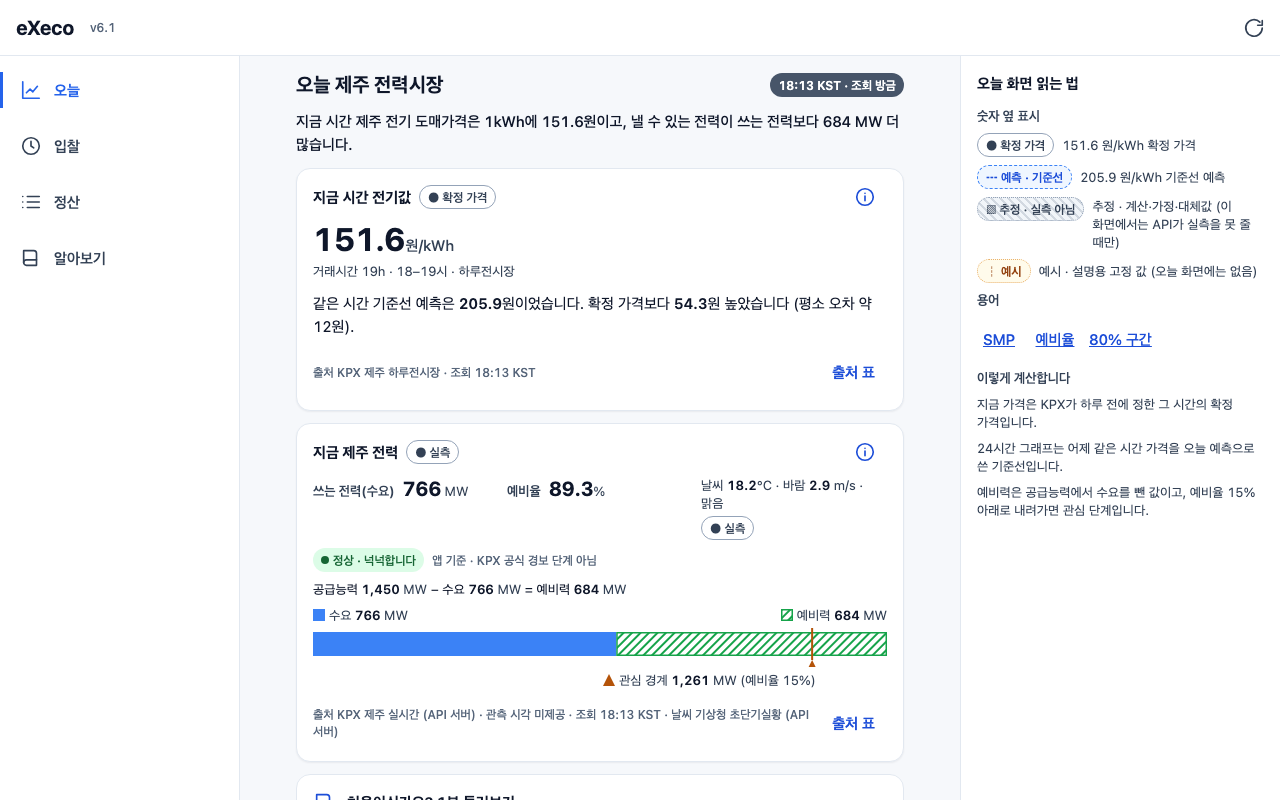 eXeco v6.1
오늘
입찰
정산
알아보기
오늘 제주 전력시장
18:13 KST · 조회 방금
지금 시간 제주 전기 도매가격은 1kWh에 151.6원이고, 낼 수 있는 전력이 쓰는 전력보다 684 MW 더
많습니다.
지금 시간 전기값 확정 가격
151.6원/kWh
거래시간 19h · 18–19시 · 하루전시장
같은 시간 기준선 예측은 205.9원이었습니다. 확정 가격보다 54.3원 높았습니다 (평소 오차 약
12원).
출처 KPX 제주 하루전시장 · 조회 18:13 KST
출처 표
지금 제주 전력 실측
쓰는 전력(수요) 766 MW
예비율 89.3%
날씨 18.2°C · 바람 2.9 m/s ·
맑음
실측
정상 · 넉넉합니다 앱 기준 · KPX 공식 경보 단계 아님
공급능력 1,450 MW − 수요 766 MW = 예비력 684 MW
수요 766 MW
예비력 684 MW
관심 경계 1,261 MW (예비율 15%)
출처 KPX 제주 실시간 (API 서버) · 관측 시각 미제공 · 조회 18:13 KST · 날씨 기상청 초단기실황 (API
서버)
출처 표
오늘 화면 읽는 법
숫자 옆 표시
확정 가격 151.6 원/kWh 확정 가격
예측 · 기준선 205.9 원/kWh 기준선 예측
추정 · 실측 아님 추정 · 계산·가정·대체값 (이
화면에서는 API가 실측을 못 줄
때만)
예시 예시 · 설명용 고정 값 (오늘 화면에는 없음)
용어
SMP 예비율 80% 구간
이렇게 계산합니다
지금 가격은 KPX가 하루 전에 정한 그 시간의 확정
가격입니다.
24시간 그래프는 어제 같은 시간 가격을 오늘 예측으로
쓴 기준선입니다.
예비력은 공급능력에서 수요를 뺀 값이고, 예비율 15%
아래로 내려가면 관심 단계입니다.